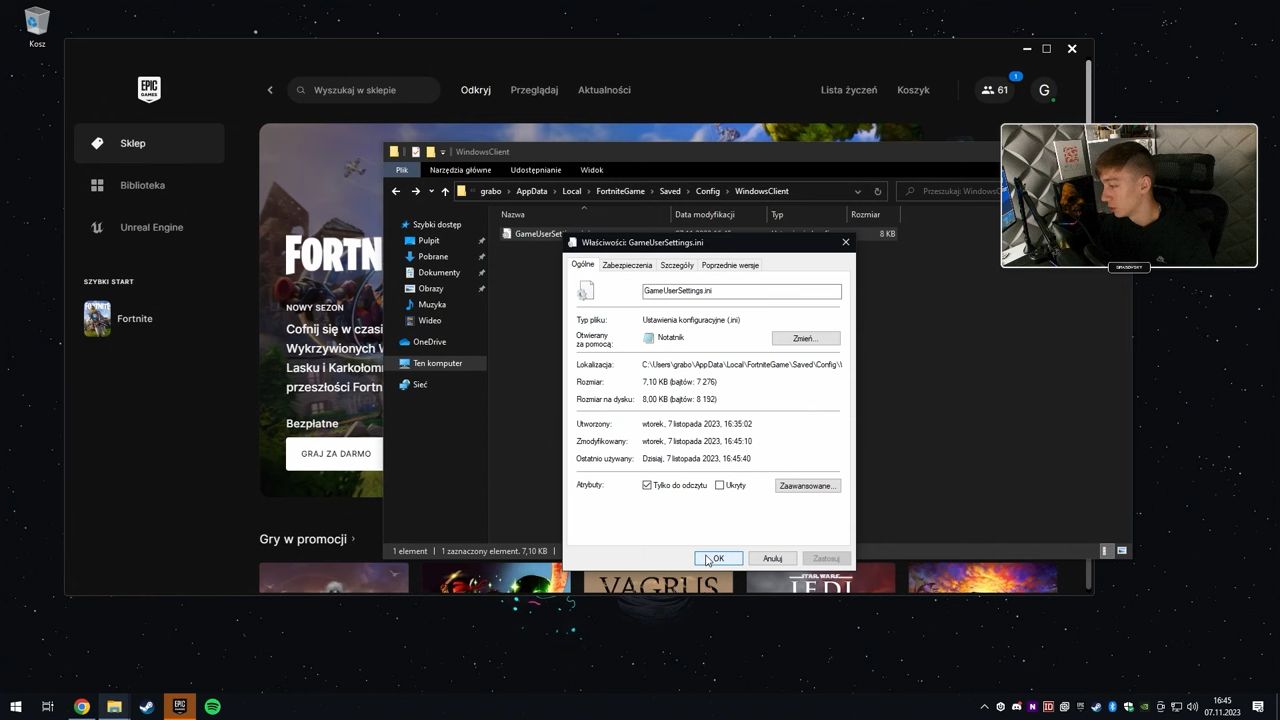 Kosz
EPIC
GAMES
Wyszukaj w sklepie
Odkryj
Przeglądaj
Aktualności
Lista życzeń
Koszyk
61
1
G
Sklep
Biblioteka
Unreal Engine
SZYBKI START
Fortnite
FORTN
NOWY SEZON
Cofnij się w czasi
Wykrzywionych W
Lasku i Karkołom
przeszłości Fortn
Bezpłatne
GRAJ ZA DARMO
Gry w promocji
VAGRUS
STAR WARS
JEDI
WindowsClient
Plik
Narzędzia główne
Udostępnianie
Widok
grabo
AppData
Local
FortniteGame
Saved
Config
WindowsClient
Przeszukaj: WindowsC
Nazwa
Data modyfikacji
Typ
Rozmiar
GameUserSet
8 KB
Szybki dostęp
Pulpit
Pobrane
Dokumenty
Obrazy
Muzyka
Wideo
OneDrive
Ten komputer
Sieć
1 element
1 zaznaczony element. 7,10 KB
Właściwości: GameUserSettings.ini
Ogólne
Zabezpieczenia
Szczegóły
Poprzednie wersje
GameUserSettings.ini
Typ pliku: Ustawienia konfiguracyjne (.ini)
Otwierany
za pomocą: Notatnik
Zmień...
Lokalizacja: C:\Users\grabo\AppData\Local\FortniteGame\Saved\Config\
Rozmiar: 7,10 KB (bajtów: 7 276)
Rozmiar na dysku: 8,00 KB (bajtów: 8 192)
Utworzony: wtorek, 7 listopada 2023, 16:35:02
Zmodyfikowany: wtorek, 7 listopada 2023, 16:45:10
Ostatnio używany: Dzisiaj, 7 listopada 2023, 16:45:40
Atrybuty: Tylko do odczytu Ukryty Zaawansowane...
OK
Anuluj
Zastosuj
16:45
07.11.2023